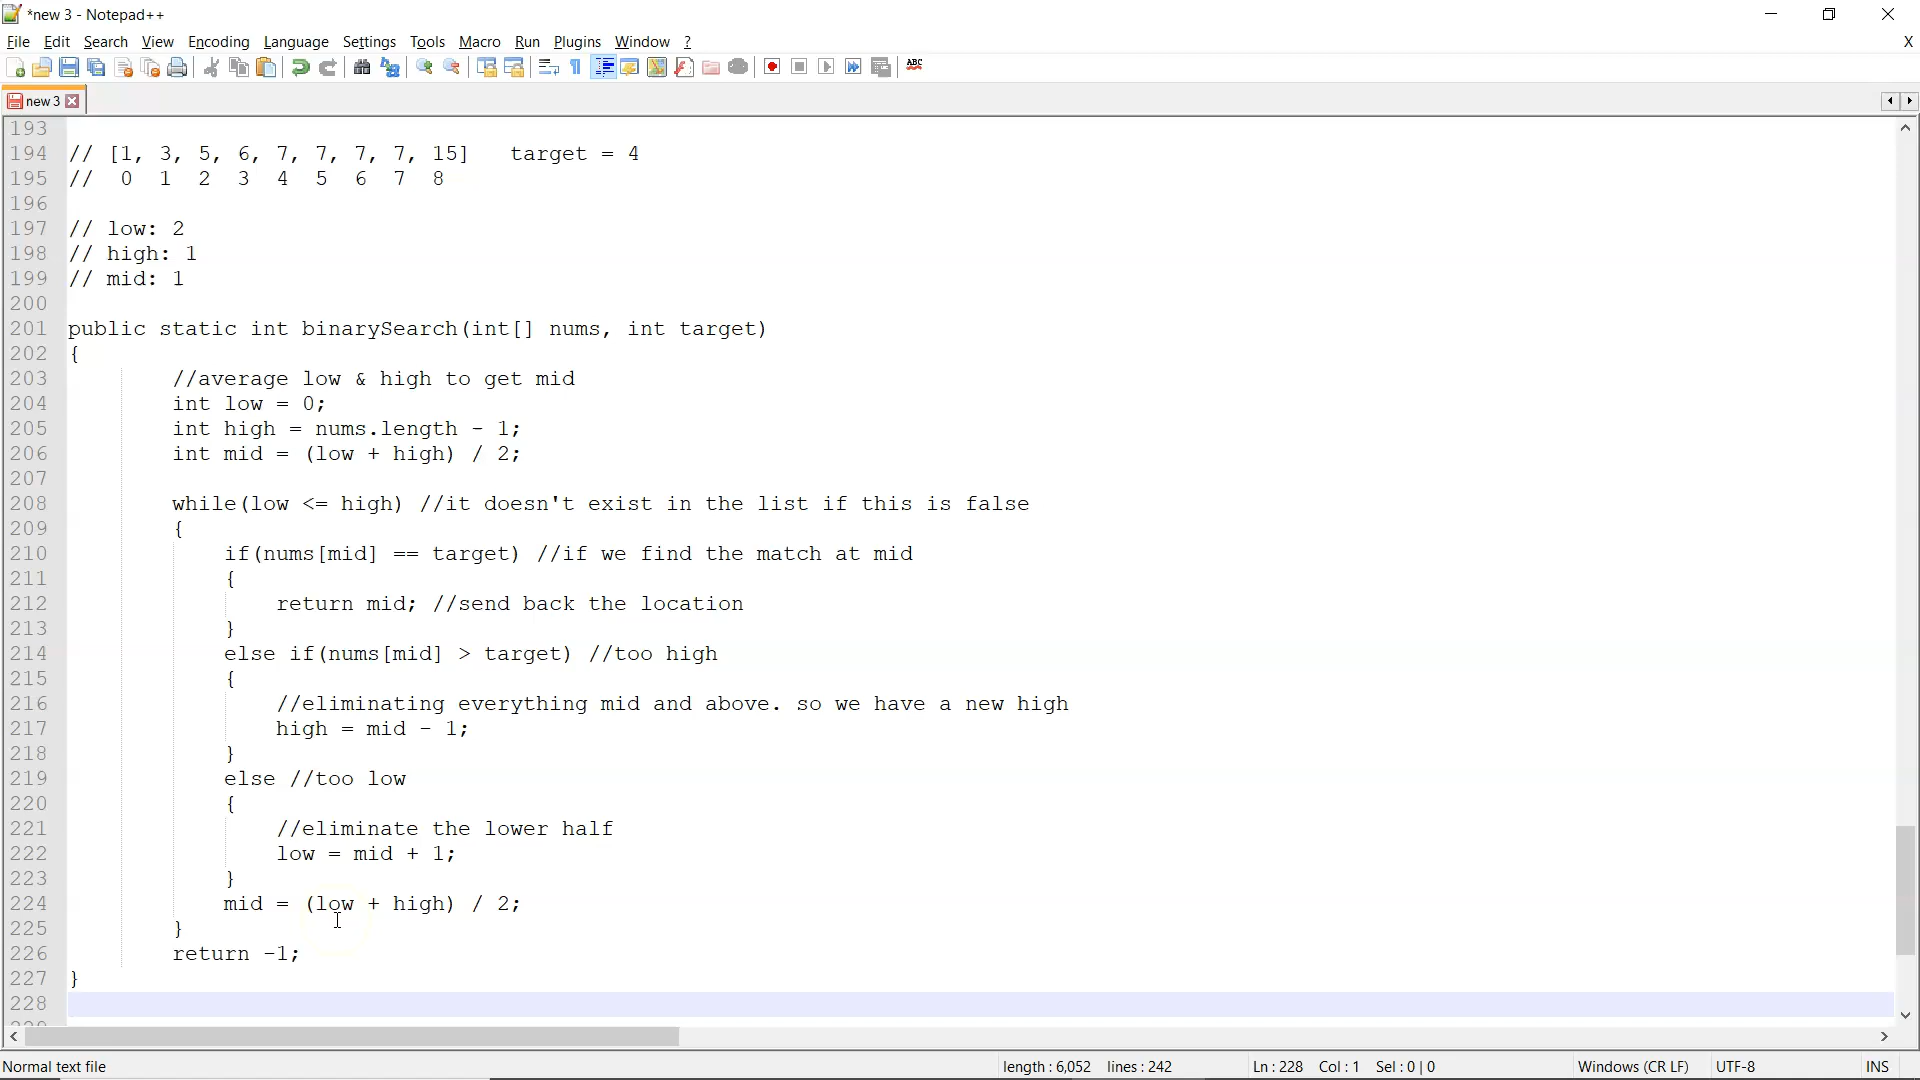 *new 3 - Notepad++
File Edit Search View Encoding Language Settings Tools Macro Run Plugins Window ? X
ABC
new 3
193
194 // [1, 3, 5, 6, 7, 7, 7, 7, 15] target = 4
195 // 0 1 2 3 4 5 6 7 8
196
197 // low: 2
198 // high: 1
199 // mid: 1
200
201 public static int binarySearch(int[] nums, int target)
202 {
203 //average low & high to get mid
204 int low = 0;
205 int high = nums.length - 1;
206 int mid = (low + high) / 2;
207
208 while(low <= high) //it doesn't exist in the list if this is false
209 {
210 if(nums[mid] == target) //if we find the match at mid
211 {
212 return mid; //send back the location
213 }
214 else if(nums[mid] > target) //too high
215 {
216 //eliminating everything mid and above. so we have a new high
217 high = mid - 1;
218 }
219 else //too low
220 {
221 //eliminate the lower half
222 low = mid + 1;
223 }
224 mid = (low + high) / 2;
225 }
226 return -1;
227 }
228
Normal text file length : 6,052 lines : 242 Ln : 228 Col : 1 Sel : 0 | 0 Windows (CR LF) UTF-8 INS